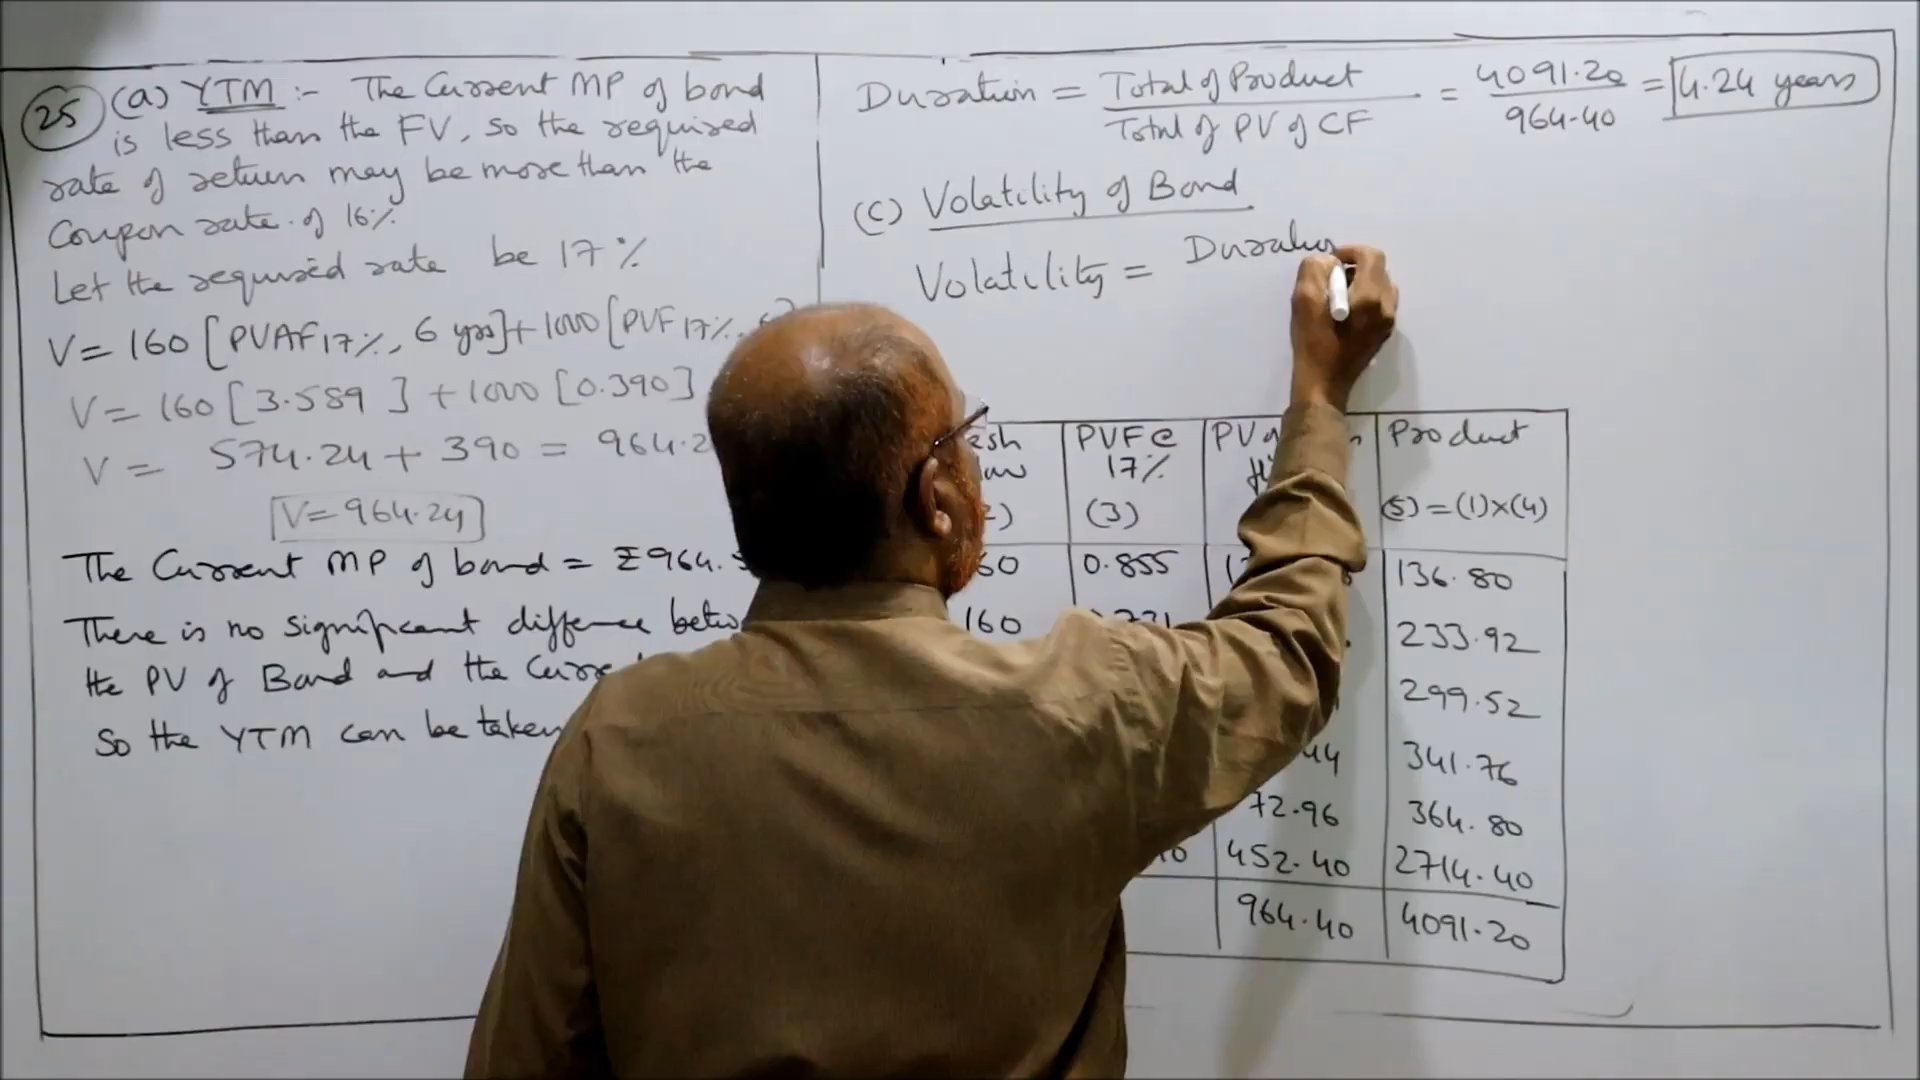 25 (a) YTM :- The Current MP of bond
is less than the FV, so the required
rate of return may be more than the
Coupon rate of 16%
Let the required rate be 17%
V = 160 [PVAF 17%, 6 yrs] + 1000 [PVF 17%,
V = 160 [3.589] + 1000 [0.390]
V = 574.24 + 390 = 964.2
V = 964.24
The Current MP of bond = ₹964.
There is no significant difference
the PV of Bond and the
So the YTM can be taken
Duration = Total of Product / Total of PV of CF = 4091.20 / 964.40 = 4.24 years
(C) Volatility of Bond
Volatility = Duration
PVF @ 17% (3) PV Product (5) = (1)×(4)
0.855 136.80
160 233.92
299.52
341.76
72.96 364.80
452.40 2714.40
964.40 4091.20